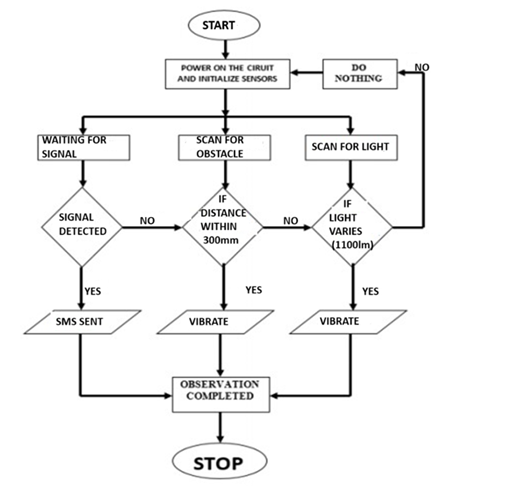 START
POWER ON THE CIRUIT
AND INITIALIZE SENSORS
DO
NOTHING
NO
WAITING FOR
SIGNAL
SCAN FOR
OBSTACLE
SCAN FOR LIGHT
SIGNAL
DETECTED
NO
IF
DISTANCE
WITHIN
300mm
NO
IF
LIGHT
VARIES
(1100lm)
YES
YES
YES
SMS SENT
VIBRATE
VIBRATE
OBSERVATION
COMPLETED
STOP